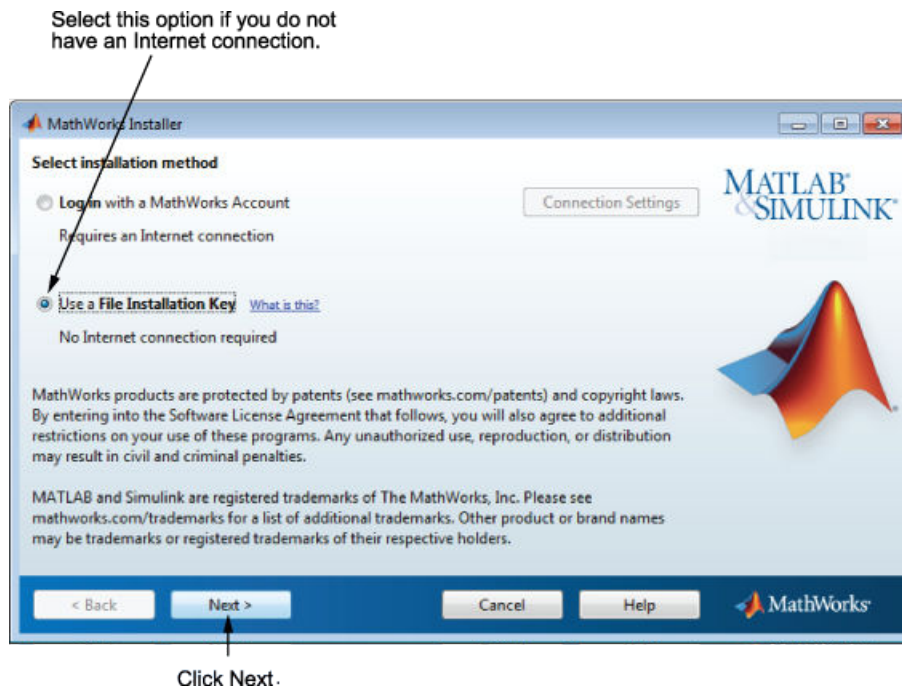 Select this option if you do not
have an Internet connection.
MathWorks Installer
Select installation method
Log in with a MathWorks Account
Connection Settings
Requires an Internet connection
Use a File Installation Key What is this?
No Internet connection required
MATLAB®
&SIMULINK®
MathWorks products are protected by patents (see mathworks.com/patents) and copyright laws.
By entering into the Software License Agreement that follows, you will also agree to additional
restrictions on your use of these programs. Any unauthorized use, reproduction, or distribution
may result in civil and criminal penalties.
MATLAB and Simulink are registered trademarks of The MathWorks, Inc. Please see
mathworks.com/trademarks for a list of additional trademarks. Other product or brand names
may be trademarks or registered trademarks of their respective holders.
< Back Next > Cancel Help MathWorks®
Click Next.